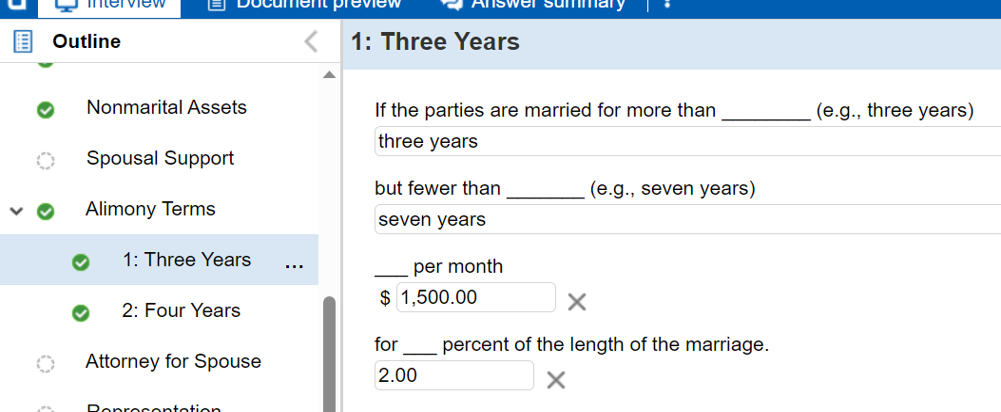 Interview Document preview Answer summary
Outline
1: Three Years
Nonmarital Assets
Spousal Support
Alimony Terms
1: Three Years ...
2: Four Years
Attorney for Spouse
Representation
If the parties are married for more than ________ (e.g., three years)
three years
but fewer than _______ (e.g., seven years)
seven years
___ per month
$ 1,500.00
for ___ percent of the length of the marriage.
2.00